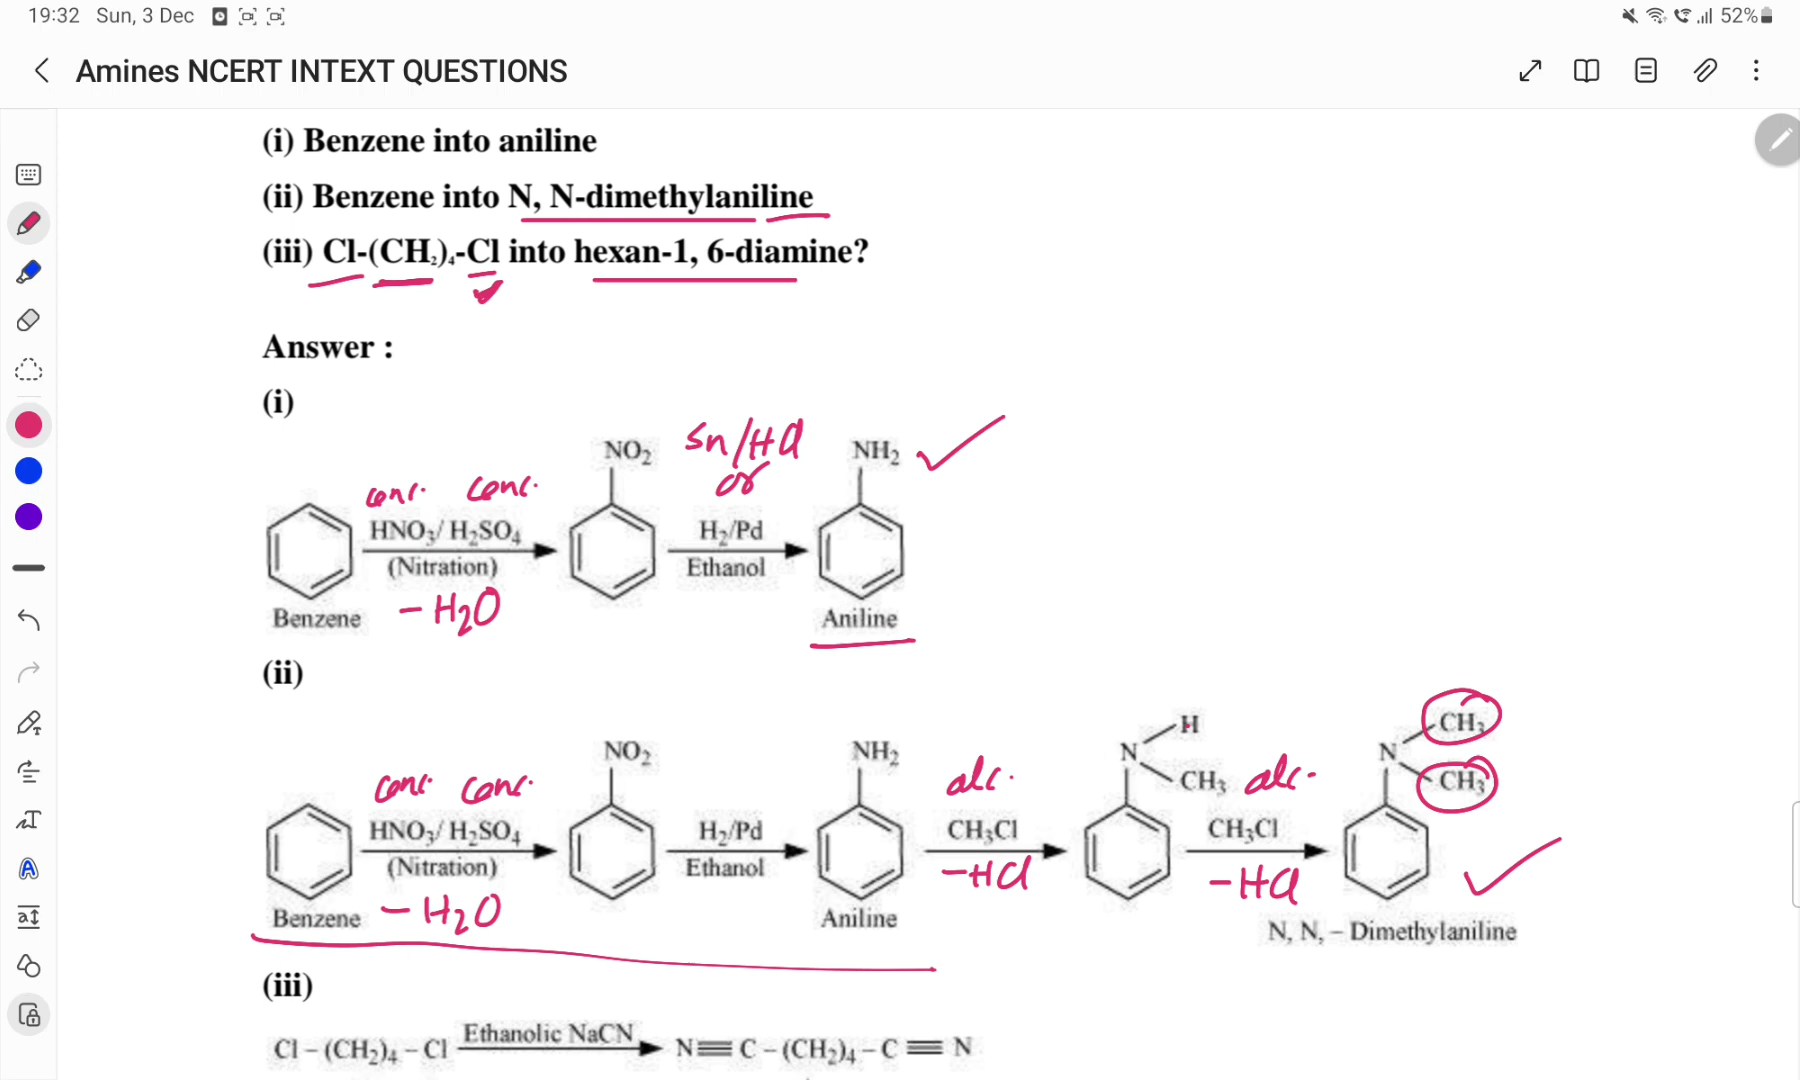 19:32 Sun, 3 Dec
52%
Amines NCERT INTEXT QUESTIONS
(i) Benzene into aniline
(ii) Benzene into N, N-dimethylaniline
(iii) Cl-(CH₂)₄-Cl into hexan-1, 6-diamine?
Answer :
(i)
NO₂ Sn/HCl NH₂
conc. conc. or
HNO₃/ H₂SO₄ H₂/Pd
(Nitration) Ethanol
Benzene - H₂O Aniline
(ii)
H CH₃
NO₂ NH₂ N N
conc. conc. alc. CH₃ alc. CH₃
HNO₃/ H₂SO₄ H₂/Pd CH₃Cl CH₃Cl
(Nitration) Ethanol -HCl -HCl
Benzene - H₂O Aniline N, N, – Dimethylaniline
(iii)
Cl – (CH₂)₄ – Cl Ethanolic NaCN N≡C – (CH₂)₄ – C≡N